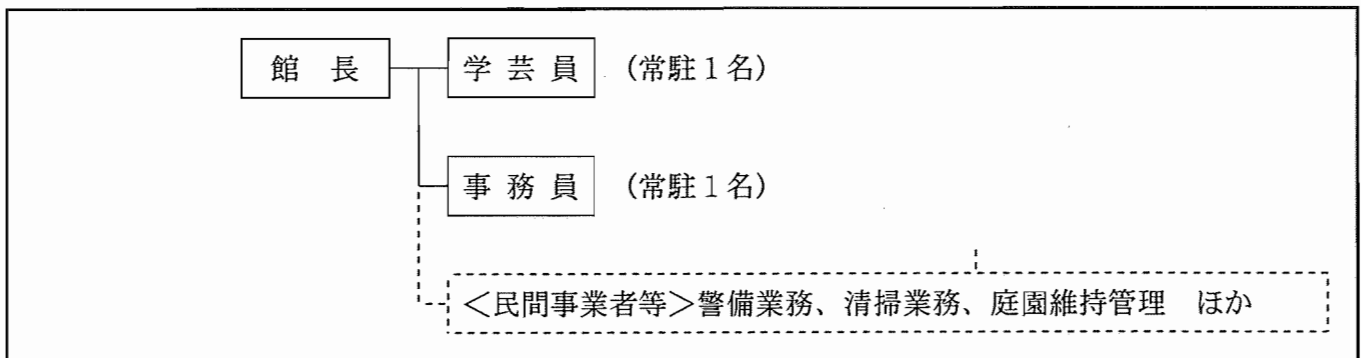 館 長
学 芸 員 (常駐1名)
事 務 員 (常駐1名)
<民間事業者等>警備業務、清掃業務、庭園維持管理 ほか